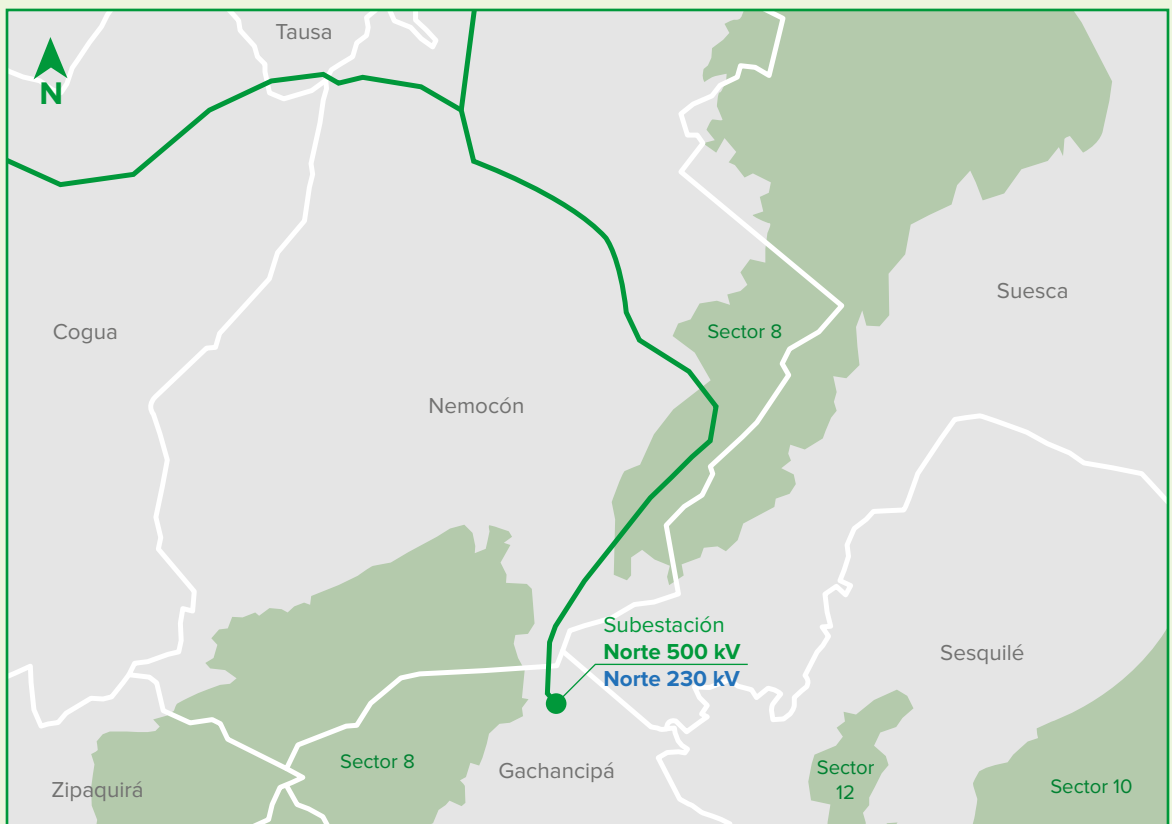 Tausa
N
Suesca
Cogua
Sector 8
Nemocón
Subestación
Norte 500 kV
Norte 230 kV
Sesquilé
Sector 8
Gachancipá
Zipaquirá
Sector
12
Sector 10